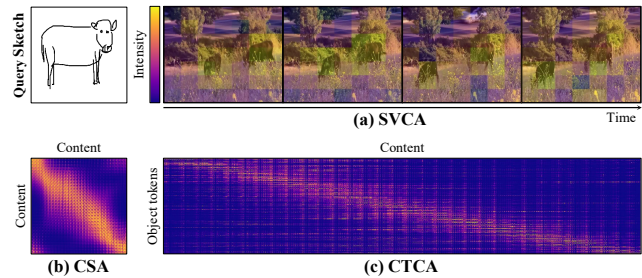 Query Sketch
Intensity
(a) SVCA
Time
Content
Content
(b) CSA
Content
Object tokens
(c) CTCA